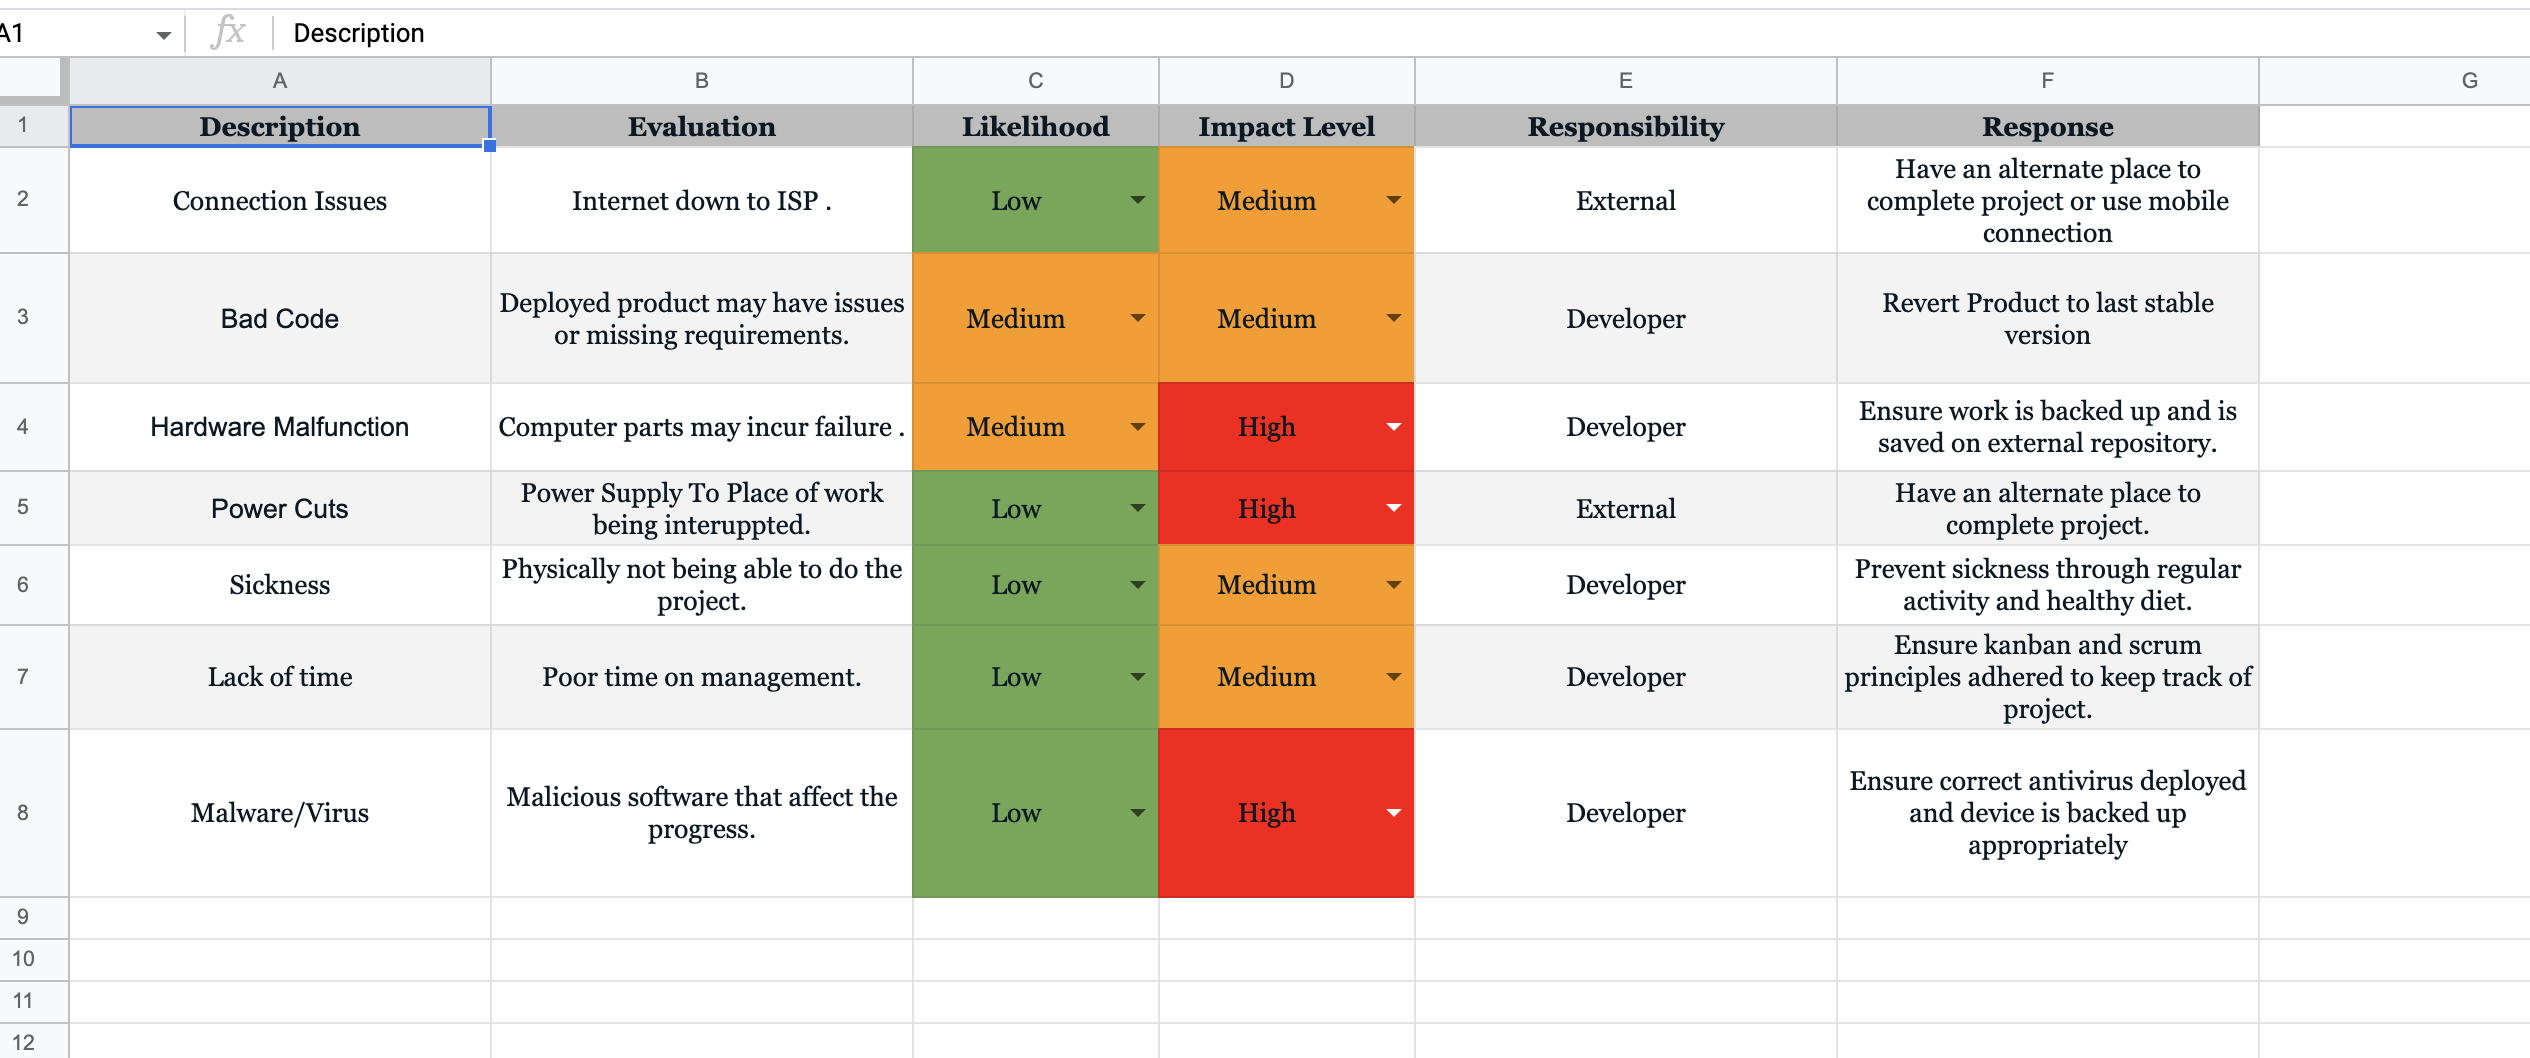 A1 fx Description
A B C D E F G
1 Description Evaluation Likelihood Impact Level Responsibility Response
2 Connection Issues Internet down to ISP . Low Medium External Have an alternate place to
complete project or use mobile
connection
3 Bad Code Deployed product may have issues
or missing requirements. Medium Medium Developer Revert Product to last stable
version
4 Hardware Malfunction Computer parts may incur failure . Medium High Developer Ensure work is backed up and is
saved on external repository.
5 Power Cuts Power Supply To Place of work
being interuppted. Low High External Have an alternate place to
complete project.
6 Sickness Physically not being able to do the
project. Low Medium Developer Prevent sickness through regular
activity and healthy diet.
7 Lack of time Poor time on management. Low Medium Developer Ensure kanban and scrum
principles adhered to keep track of
project.
8 Malware/Virus Malicious software that affect the
progress. Low High Developer Ensure correct antivirus deployed
and device is backed up
appropriately
9
10
11
12